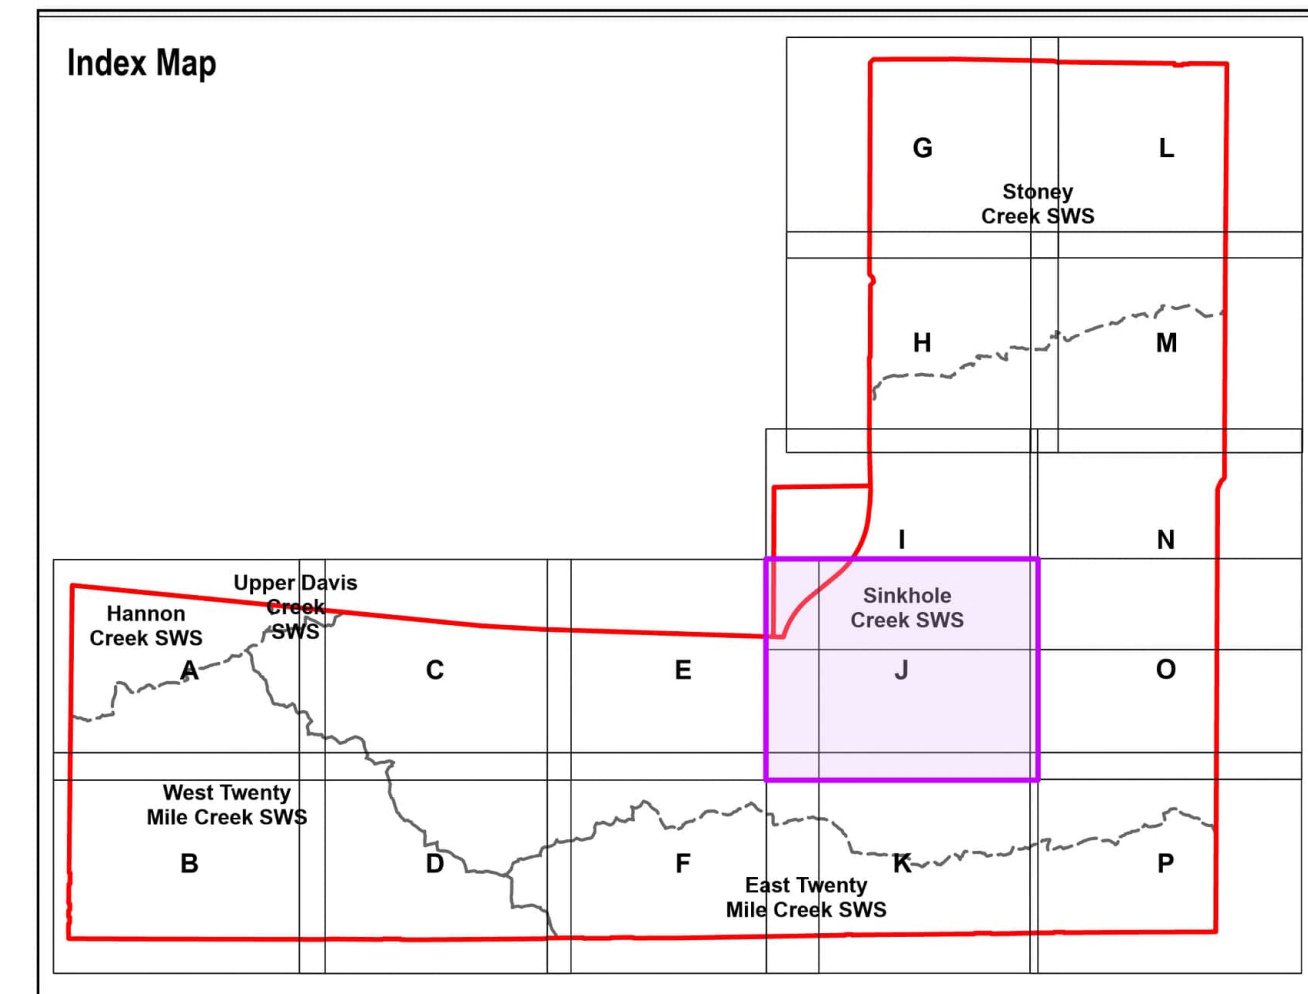 Index Map
G
L
Stoney
Creek SWS
H
M
I
N
Sinkhole
Creek SWS
Upper Davis
Creek
SWS
Hannon
Creek SWS
A
C
E
J
O
West Twenty
Mile Creek SWS
B
D
F
K
P
East Twenty
Mile Creek SWS